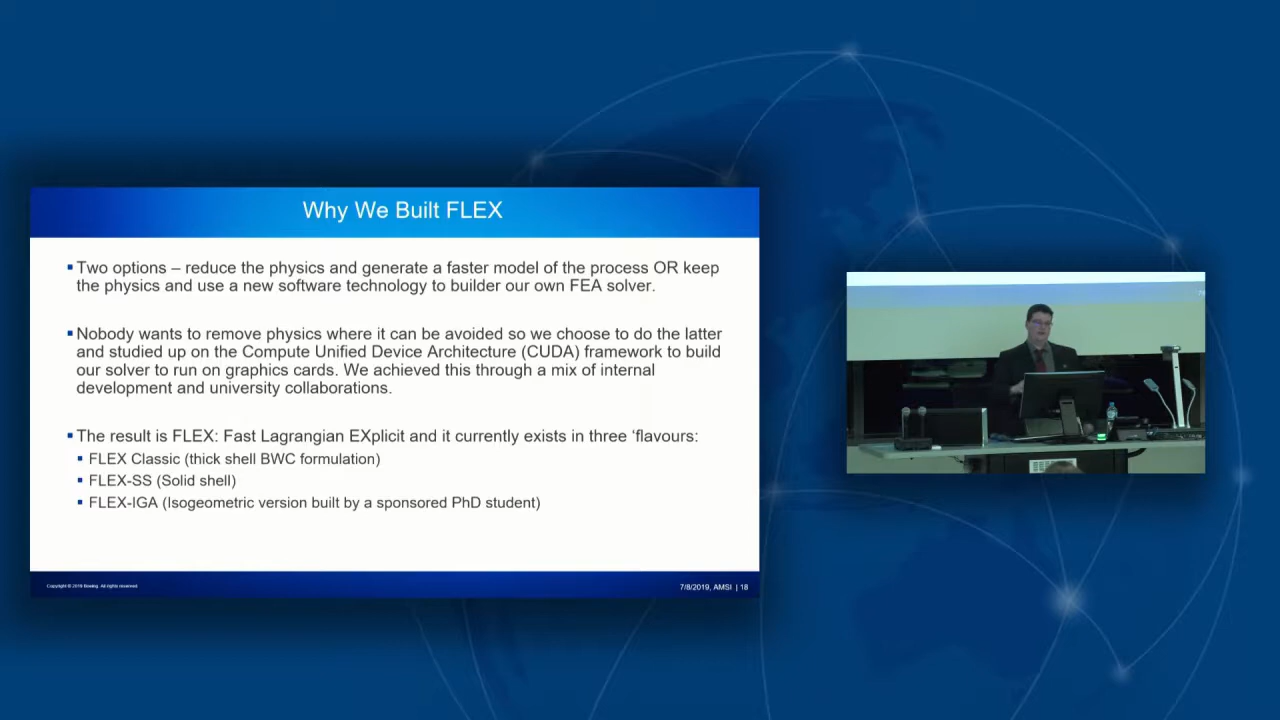 Why We Built FLEX
▪Two options – reduce the physics and generate a faster model of the process OR keep
the physics and use a new software technology to builder our own FEA solver.
▪Nobody wants to remove physics where it can be avoided so we choose to do the latter
and studied up on the Compute Unified Device Architecture (CUDA) framework to build
our solver to run on graphics cards. We achieved this through a mix of internal
development and university collaborations.
▪The result is FLEX: Fast Lagrangian EXplicit and it currently exists in three ‘flavours:
▪ FLEX Classic (thick shell BWC formulation)
▪ FLEX-SS (Solid shell)
▪ FLEX-IGA (Isogeometric version built by a sponsored PhD student)
Copyright © 2019 Boeing. All rights reserved.
7/8/2019, AMSI | 18